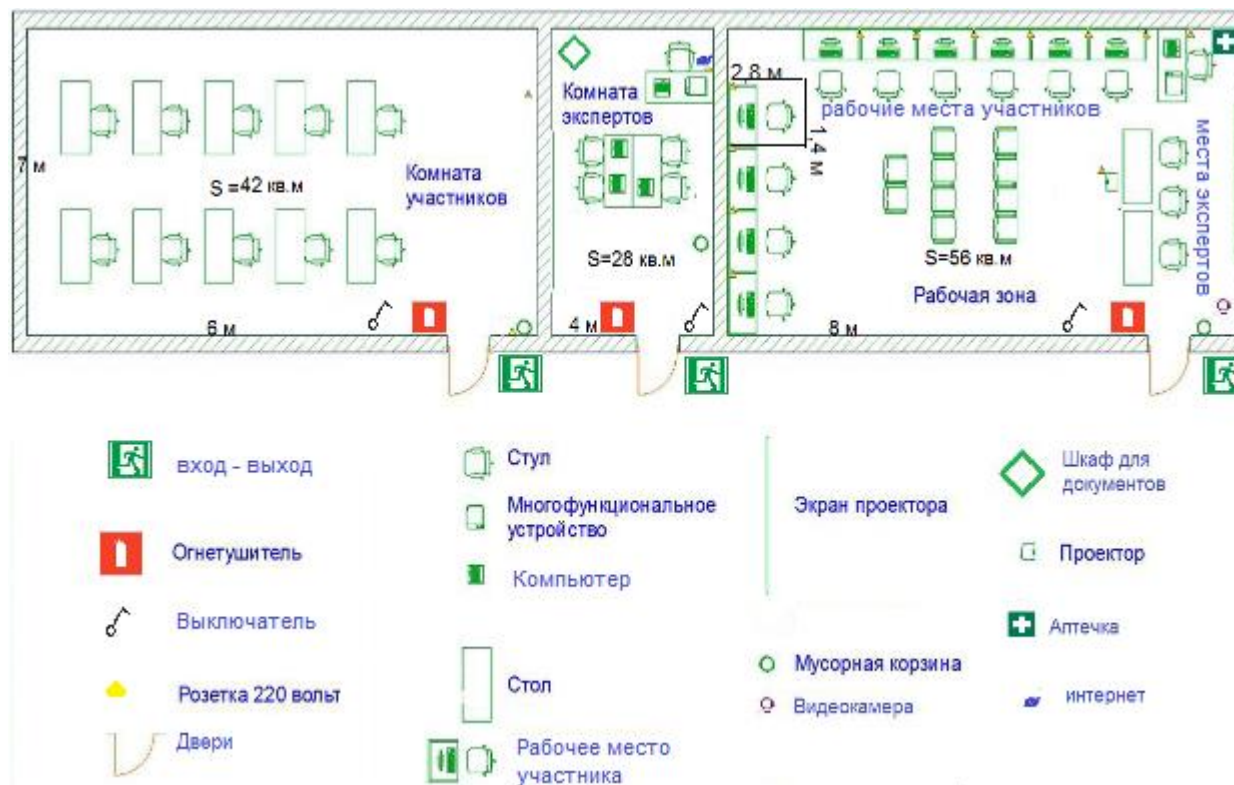 7 м
S =42 кв.м
Комната
участников
6 м
Комната
экспертов
S=28 кв.м
4 м
2,8 м
1,4 м
рабочие места участников
места экспертов
S=56 кв.м
Рабочая зона
8 м
вход - выход
Огнетушитель
Выключатель
Розетка 220 вольт
Двери
Стул
Многофункциональное
устройство
Компьютер
Стол
Рабочее место
участника
Экран проектора
Мусорная корзина
Видеокамера
Шкаф для
документов
Проектор
Аптечка
интернет